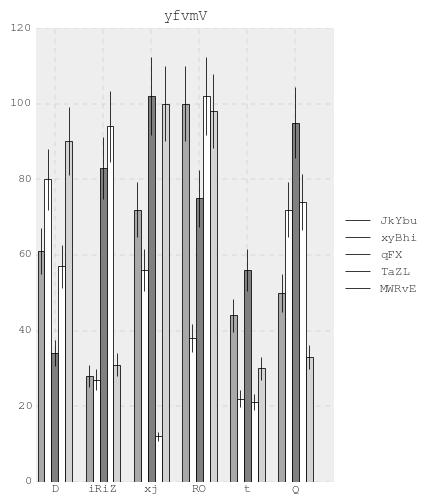 yfvmV
120
100
80
60
40
20
0
D iRiZ xj RO t Q
JkYbu
xyBhi
qFX
TaZL
MWRvE